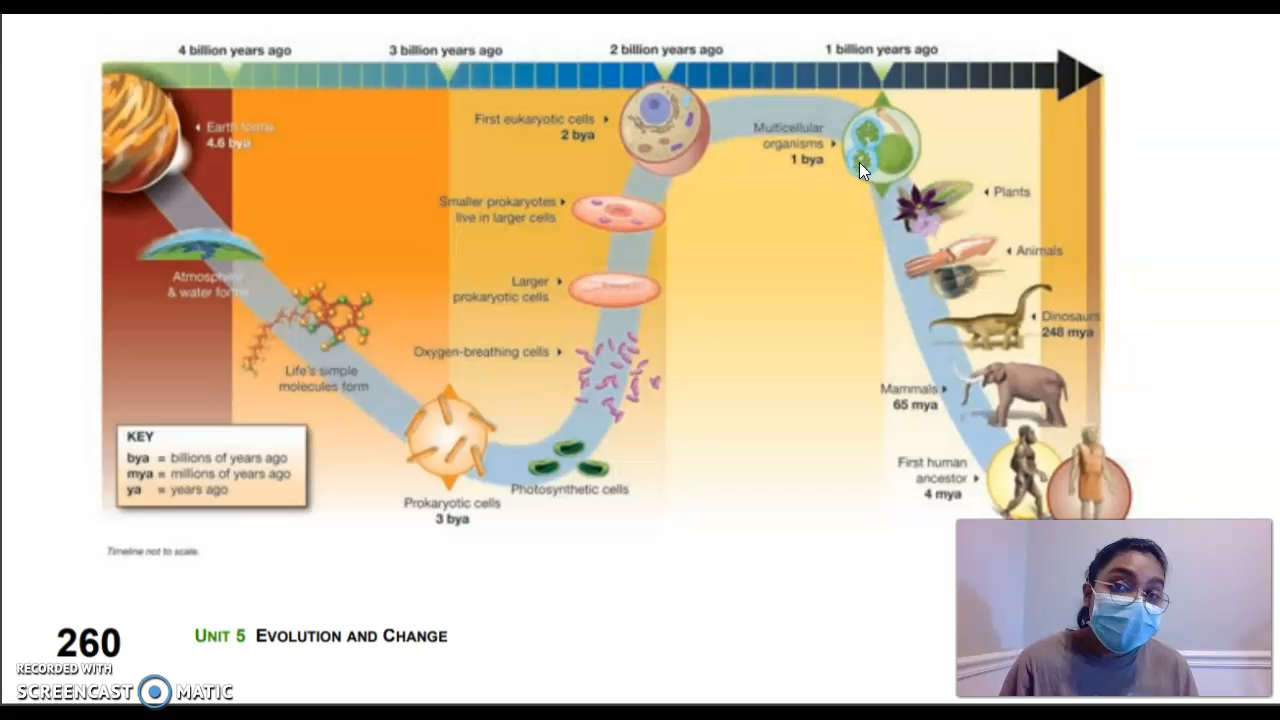 4 billion years ago
3 billion years ago
2 billion years ago
1 billion years ago
Earth forms
4.6 bya
Atmosphere
& water forms
Life's simple
molecules form
Prokaryotic cells
3 bya
Photosynthetic cells
Oxygen-breathing cells
Larger
prokaryotic cells
Smaller prokaryotes
live in larger cells
First eukaryotic cells
2 bya
Multicellular
organisms
1 bya
Plants
Animals
Dinosaurs
248 mya
Mammals
65 mya
First human
ancestor
4 mya
KEY
bya = billions of years ago
mya = millions of years ago
ya = years ago
Timeline not to scale.
260
UNIT 5 EVOLUTION AND CHANGE
RECORDED WITH
SCREENCAST MATIC